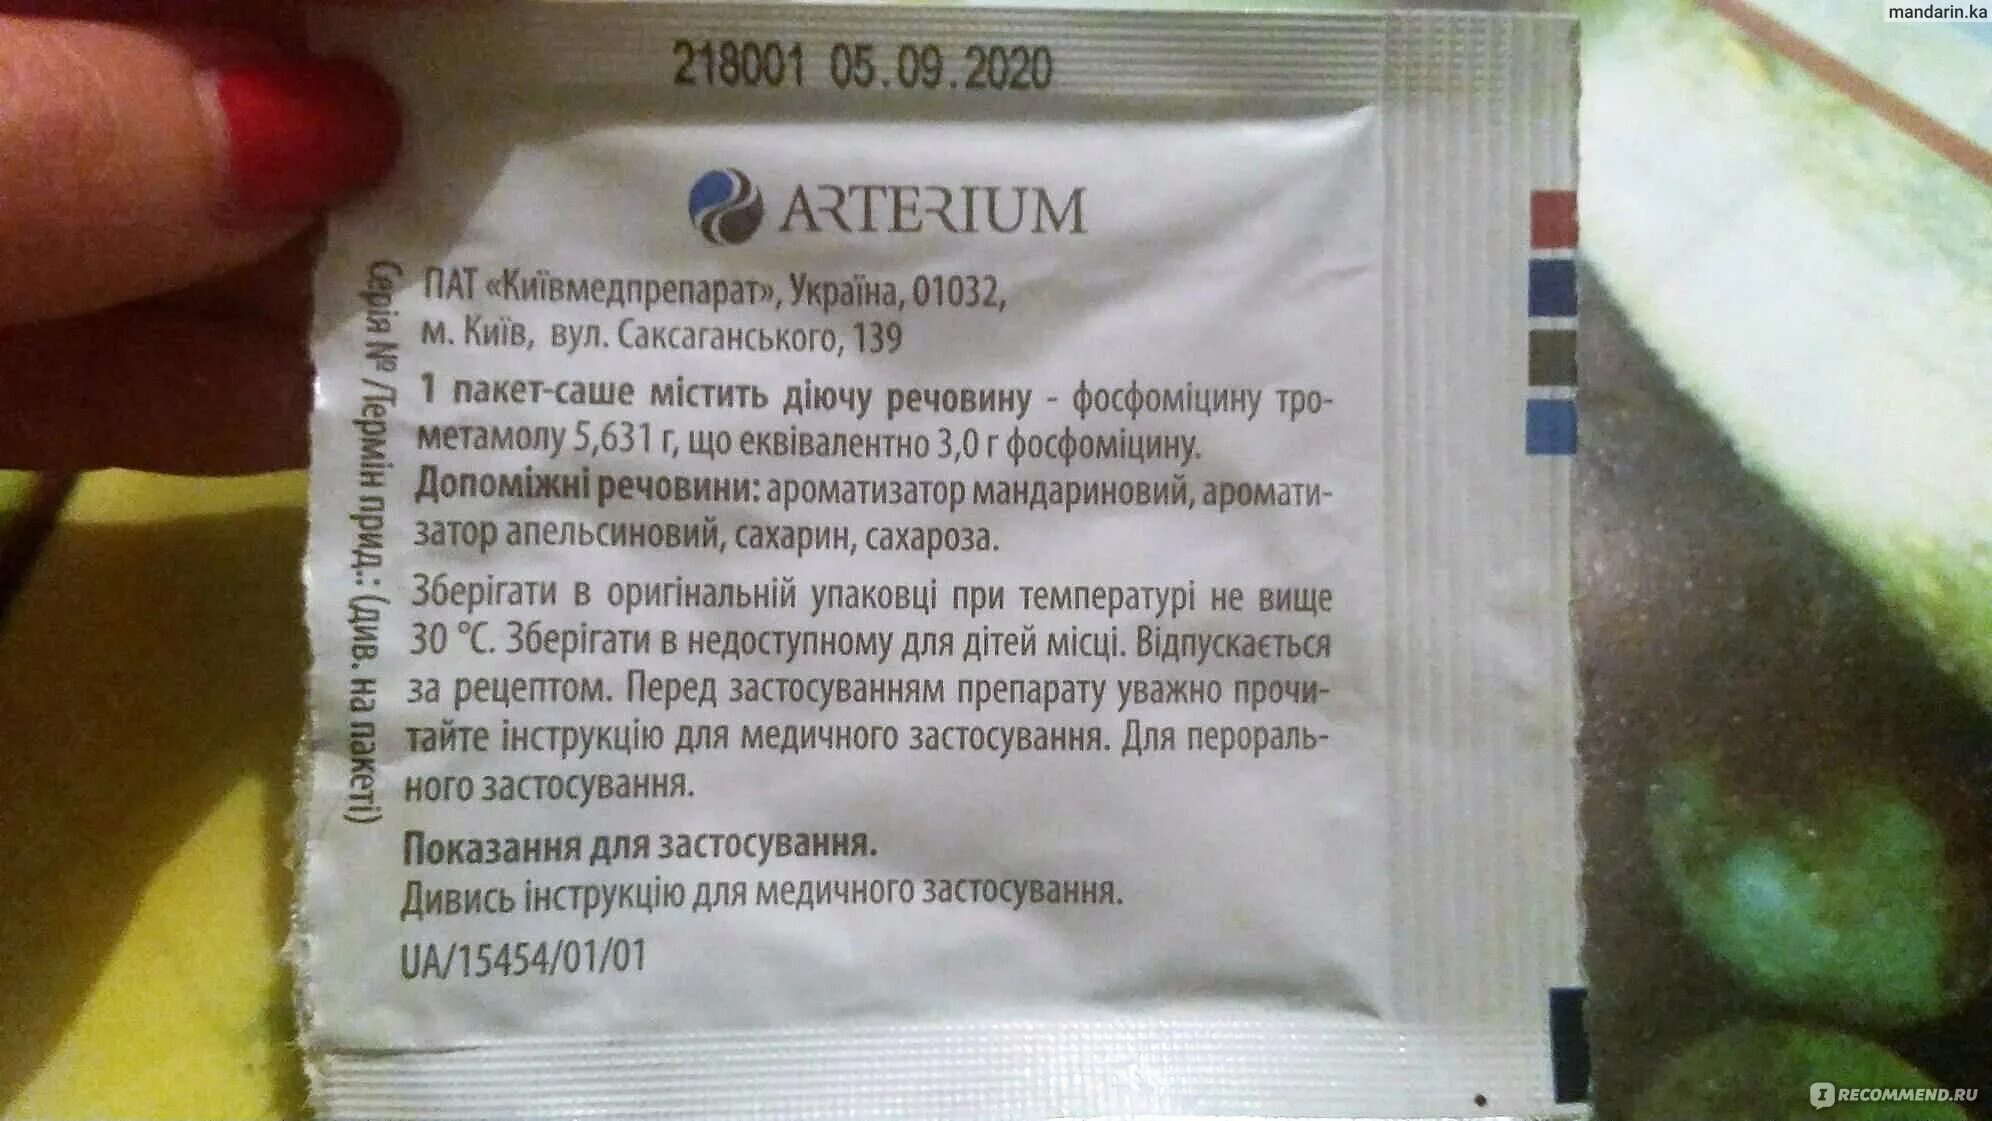 mandarin.ka
218001 05.09.2020
ARTERIUM
ПАТ «Київмедпрепарат», Україна, 01032,
м. Київ, вул. Саксаганського, 139
1 пакет-саше містить діючу речовину - фосфоміцину тро-
метамолу 5,631 г, що еквівалентно 3,0 г фосфоміцину.
Допоміжні речовини: ароматизатор мандариновий, аромати-
затор апельсиновий, сахарин, сахароза.
Зберігати в оригінальній упаковці при температурі не вище
30 °С. Зберігати в недоступному для дітей місці. Відпускається
за рецептом. Перед застосуванням препарату уважно прочи-
тайте інструкцію для медичного застосування. Для перораль-
ного застосування.
Показання для застосування.
Дивись інструкцію для медичного застосування.
UA/15454/01/01
Серія № /Термін прид.: (див. на пакеті)
IRECOMMEND.RU